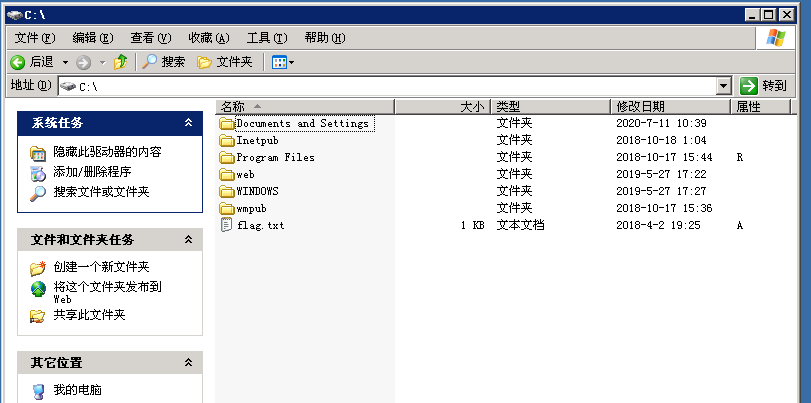 C:\
文件(F) 编辑(E) 查看(V) 收藏(A) 工具(T) 帮助(H)
后退 搜索 文件夹
地址(D) C:\ 转到
系统任务
隐藏此驱动器的内容
添加/删除程序
搜索文件或文件夹
文件和文件夹任务
创建一个新文件夹
将这个文件夹发布到
Web
共享此文件夹
其它位置
我的电脑
名称 大小 类型 修改日期 属性
Documents and Settings 文件夹 2020-7-11 10:39
Inetpub 文件夹 2018-10-18 1:04
Program Files 文件夹 2018-10-17 15:44 R
web 文件夹 2019-5-27 17:22
WINDOWS 文件夹 2019-5-27 17:27
wmpub 文件夹 2018-10-17 15:36
flag.txt 1 KB 文本文档 2018-4-2 19:25 A